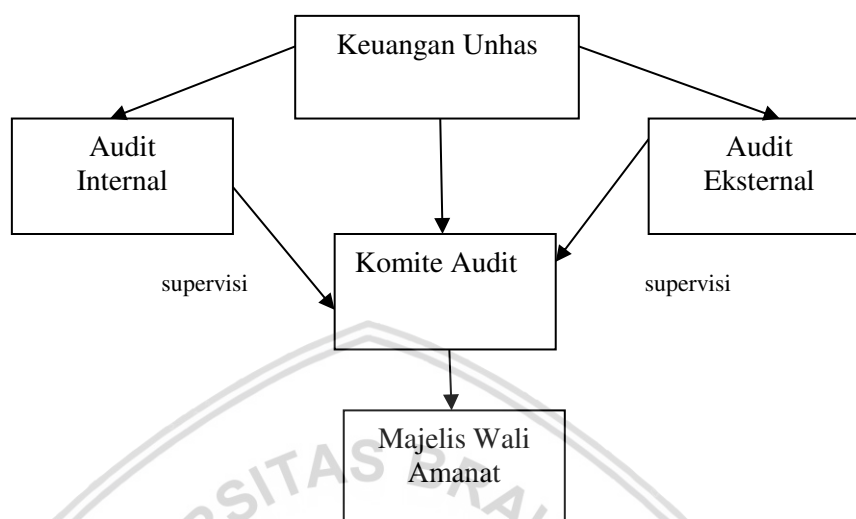 Keuangan Unhas
Audit
Internal
Audit
Eksternal
Komite Audit
supervisi
supervisi
Majelis Wali
Amanat